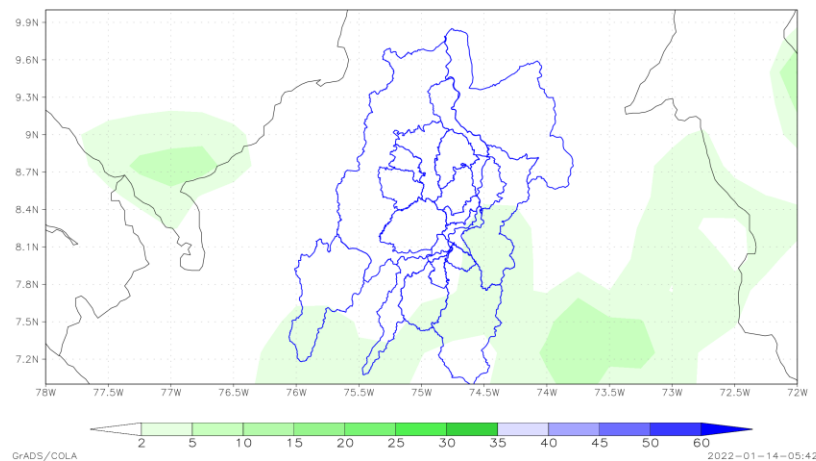 9.9N
9.6N
9.3N
9N
8.7N
8.4N
8.1N
7.8N
7.5N
7.2N
78W 77.5W 77W 76.5W 76W 75.5W 75W 74.5W 74W 73.5W 73W 72.5W 72W
2 5 10 15 20 25 30 35 40 45 50 60
GrADS/COLA 2022-01-14-05:42